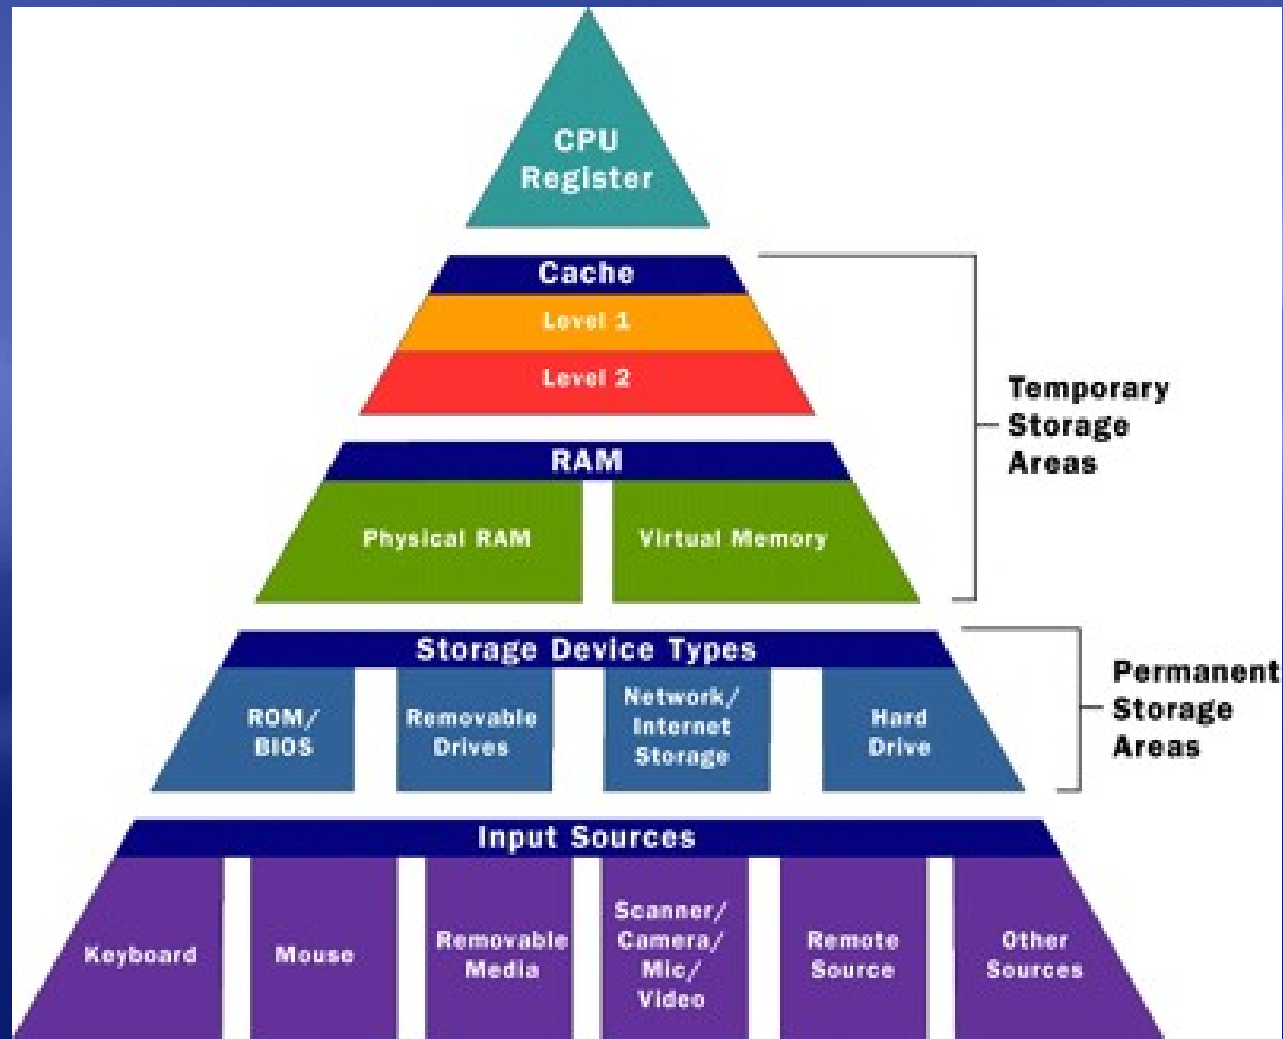 CPU
Register
Cache
Level 1
Level 2
Temporary
Storage
Areas
RAM
Physical RAM
Virtual Memory
Storage Device Types
ROM/
BIOS
Removable
Drives
Network/
Internet
Storage
Hard
Drive
Permanent
Storage
Areas
Input Sources
Keyboard
Mouse
Removable
Media
Scanner/
Camera/
Mic/
Video
Remote
Source
Other
Sources